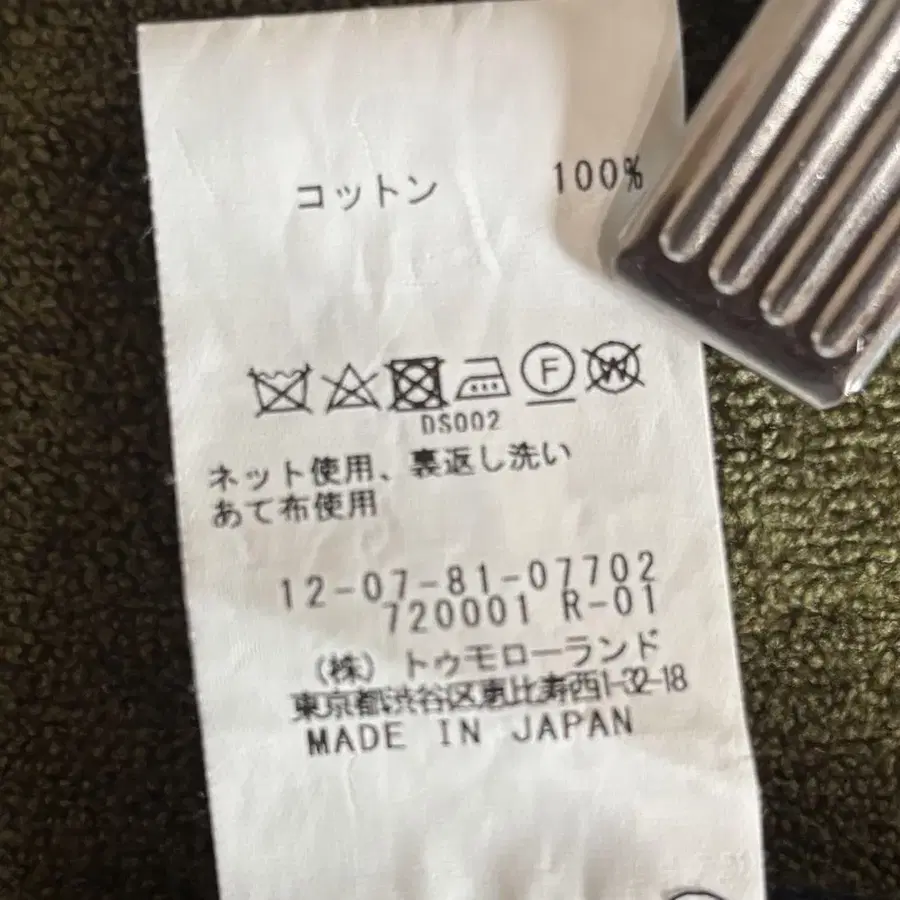 コットン 100%
F W
DS002
ネット使用、裏返し洗い
あて布使用
12-07-81-07702
720001 R-01
(株) トゥモローランド
東京都渋谷区恵比寿西1-32-18
MADE IN JAPAN